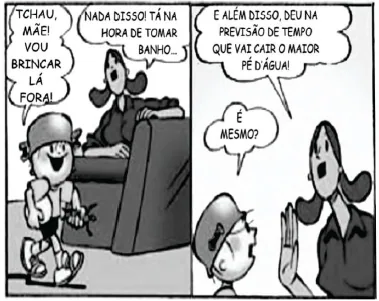 TCHAU,
MÃE!
VOU
BRINCAR
LÁ
FORA!
NADA DISSO! TÁ NA
HORA DE TOMAR
BANHO...
E ALÉM DISSO, DEU NA
PREVISÃO DE TEMPO
QUE VAI CAIR O MAIOR
PÉ D'ÁGUA!
É
MESMO?